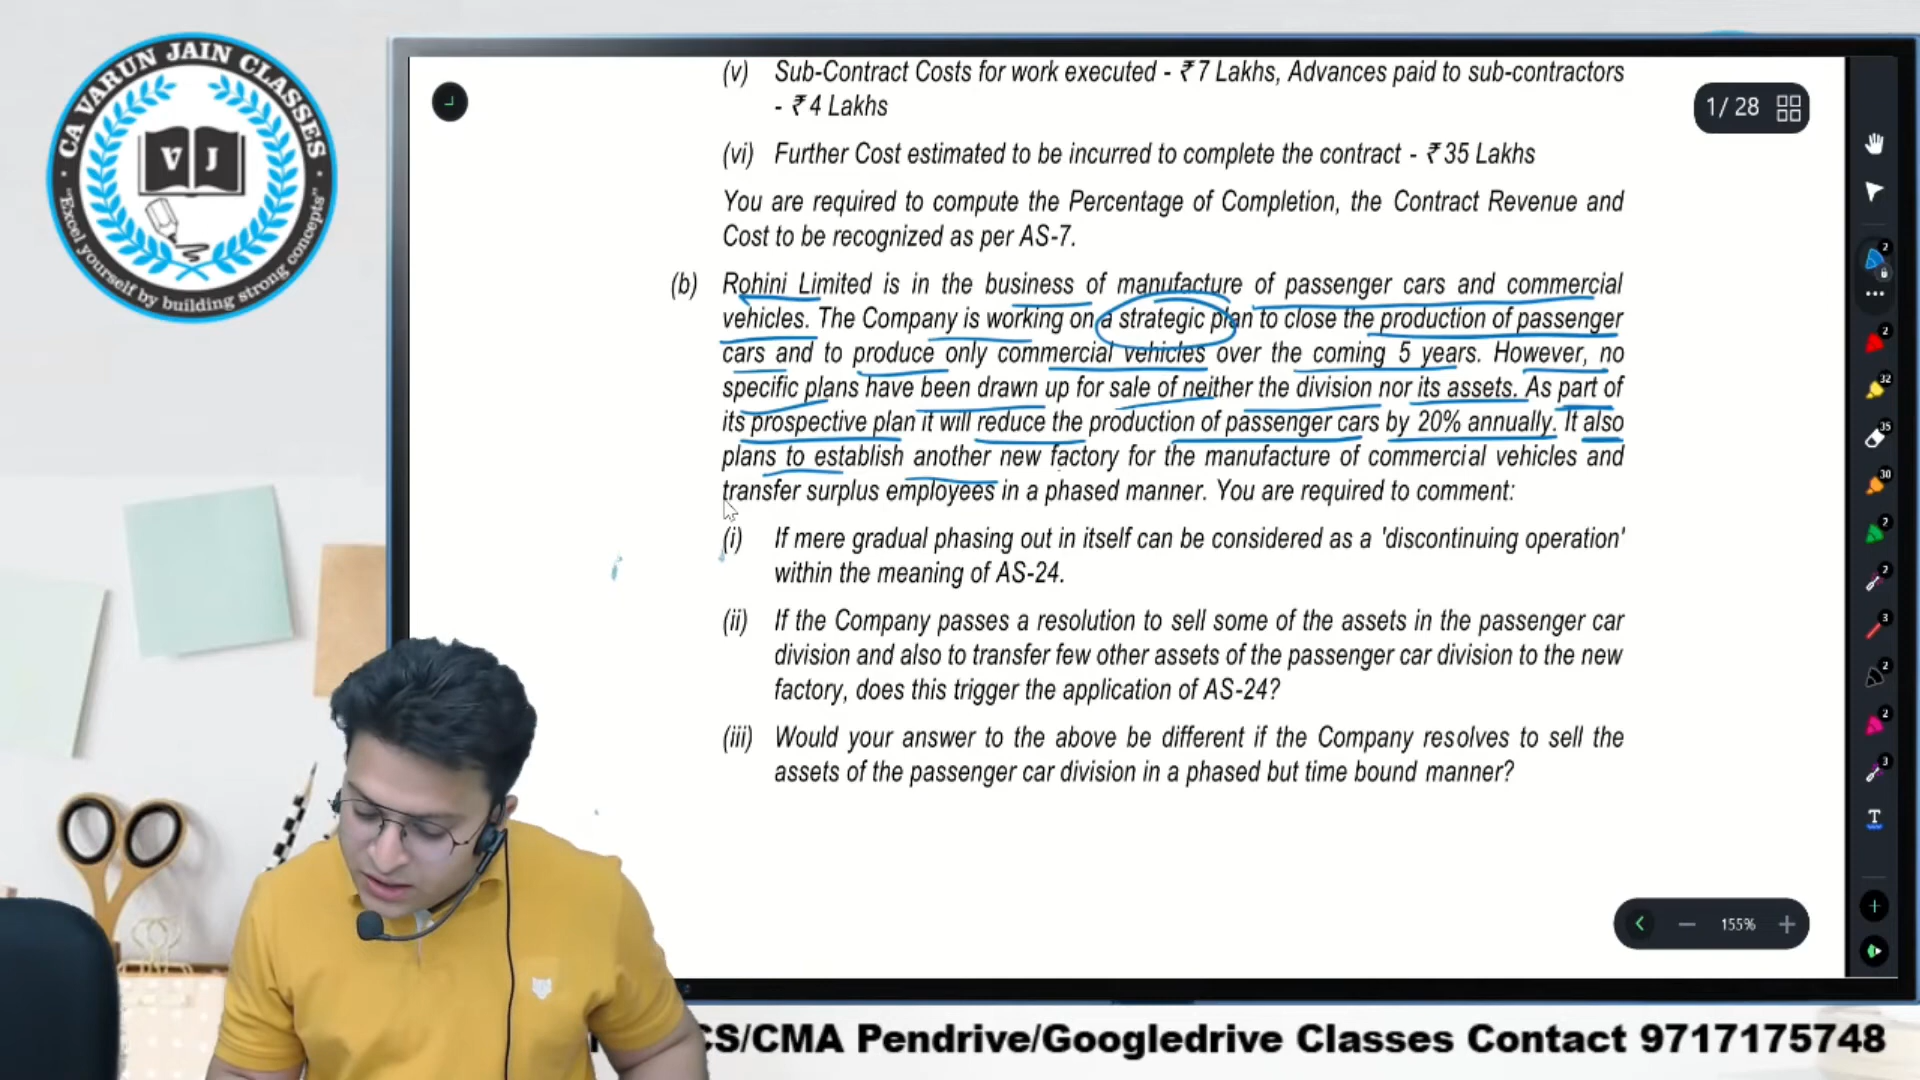 CA VARUN JAIN CLASSES
V J
"Excel yourself by building strong concepts"
(v) Sub-Contract Costs for work executed - ₹ 7 Lakhs, Advances paid to sub-contractors
- ₹ 4 Lakhs
1/ 28
(vi) Further Cost estimated to be incurred to complete the contract - ₹ 35 Lakhs
You are required to compute the Percentage of Completion, the Contract Revenue and
Cost to be recognized as per AS-7.
(b) Rohini Limited is in the business of manufacture of passenger cars and commercial
vehicles. The Company is working on a strategic plan to close the production of passenger
cars and to produce only commercial vehicles over the coming 5 years. However, no
specific plans have been drawn up for sale of neither the division nor its assets. As part of
its prospective plan it will reduce the production of passenger cars by 20% annually. It also
plans to establish another new factory for the manufacture of commercial vehicles and
transfer surplus employees in a phased manner. You are required to comment:
(i) If mere gradual phasing out in itself can be considered as a 'discontinuing operation'
within the meaning of AS-24.
(ii) If the Company passes a resolution to sell some of the assets in the passenger car
division and also to transfer few other assets of the passenger car division to the new
factory, does this trigger the application of AS-24?
(iii) Would your answer to the above be different if the Company resolves to sell the
assets of the passenger car division in a phased but time bound manner?
2
2
32
35
30
2
2
3
2
2
3
T
155%
CS/CMA Pendrive/Googledrive Classes Contact 9717175748